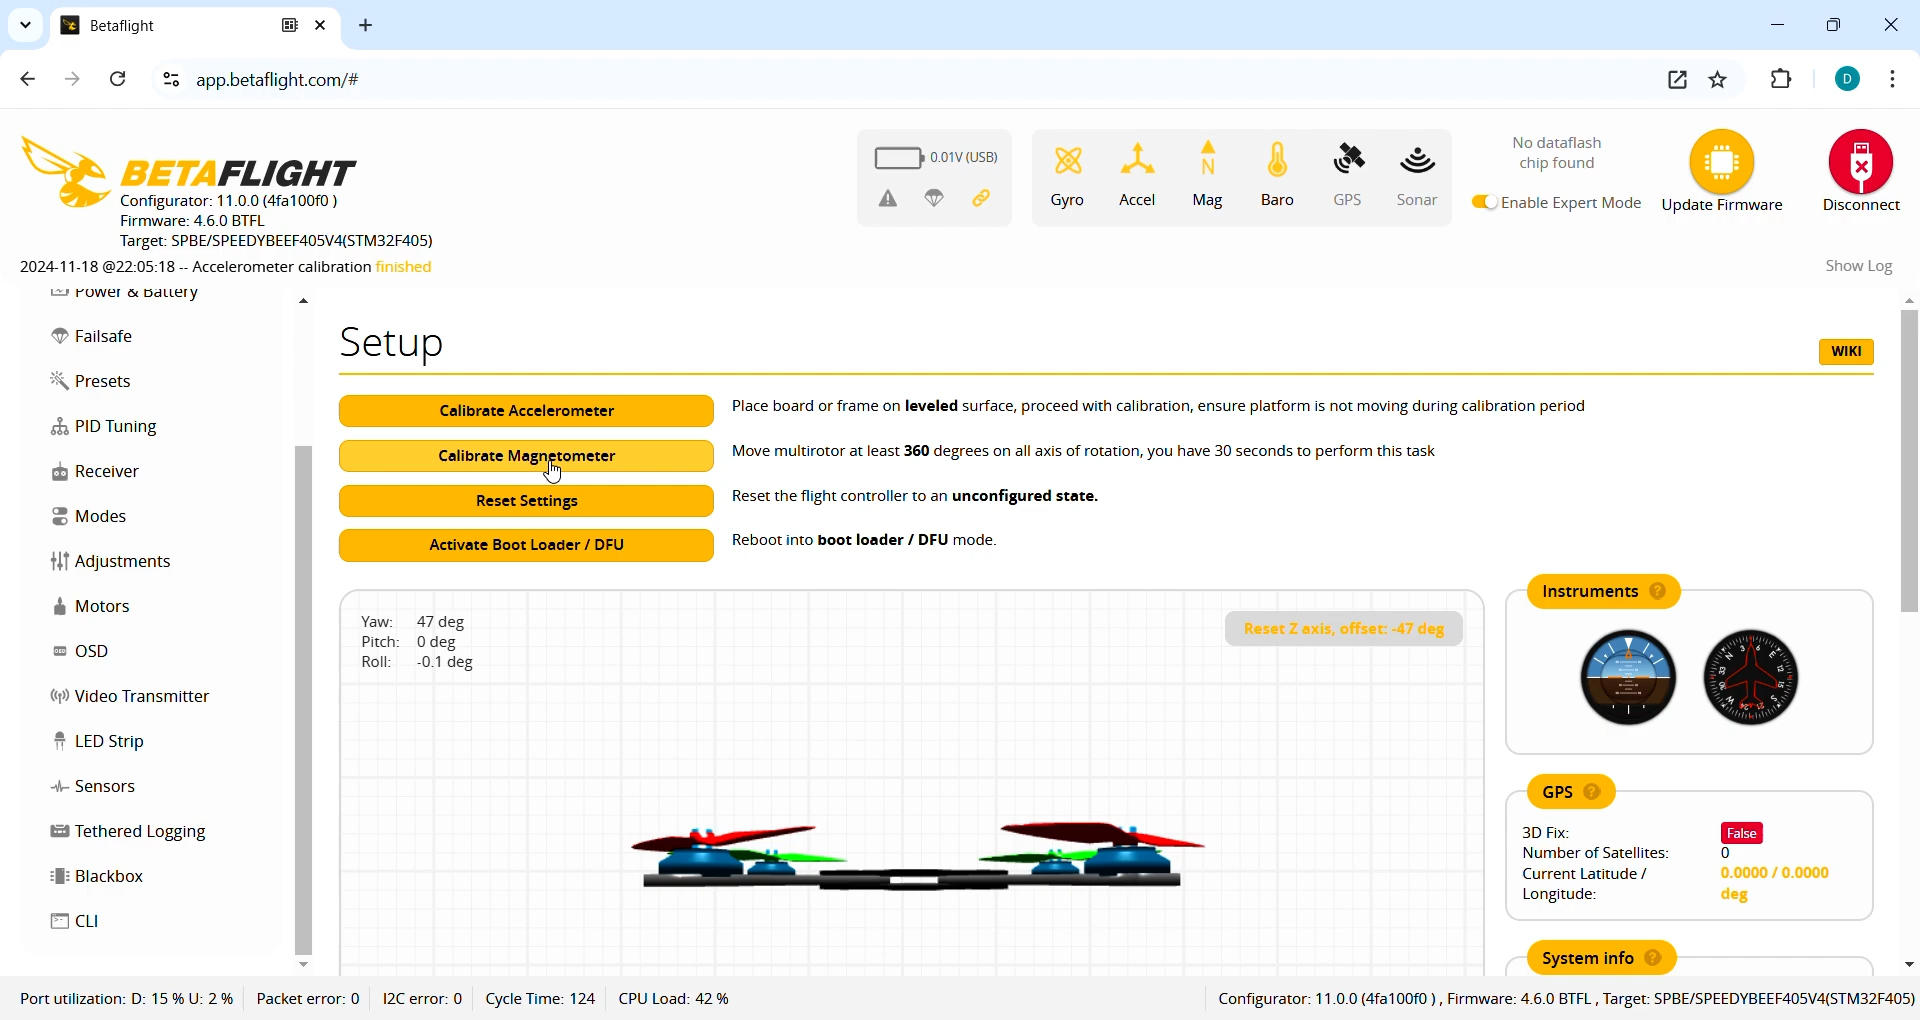 Betaflight
app.betaflight.com/#
D
BETAFLIGHT
Configurator: 11.0.0 (4fa100f0 )
Firmware: 4.6.0 BTFL
Target: SPBE/SPEEDYBEEF405V4(STM32F405)
0.01V (USB)
N
Gyro
Accel
Mag
Baro
GPS
Sonar
No dataflash
chip found
Enable Expert Mode
Update Firmware
Disconnect
2024-11-18 @22:05:18 -- Accelerometer calibration finished
Show Log
Power & Battery
Failsafe
Presets
PID Tuning
Receiver
Modes
Adjustments
Motors
OSD
Video Transmitter
LED Strip
Sensors
Tethered Logging
Blackbox
CLI
Setup
WIKI
Calibrate Accelerometer
Place board or frame on leveled surface, proceed with calibration, ensure platform is not moving during calibration period
Calibrate Magnetometer
Move multirotor at least 360 degrees on all axis of rotation, you have 30 seconds to perform this task
Reset Settings
Reset the flight controller to an unconfigured state.
Activate Boot Loader / DFU
Reboot into boot loader / DFU mode.
Yaw: 47 deg
Pitch: 0 deg
Roll: -0.1 deg
Reset Z axis, offset: -47 deg
Instruments ?
GPS ?
3D Fix: False
Number of Satellites: 0
Current Latitude / 0.0000 / 0.0000
Longitude: deg
System info ?
Port utilization: D: 15 % U: 2 %
Packet error: 0
I2C error: 0
Cycle Time: 124
CPU Load: 42 %
Configurator: 11.0.0 (4fa100f0 ) , Firmware: 4.6.0 BTFL , Target: SPBE/SPEEDYBEEF405V4(STM32F405)